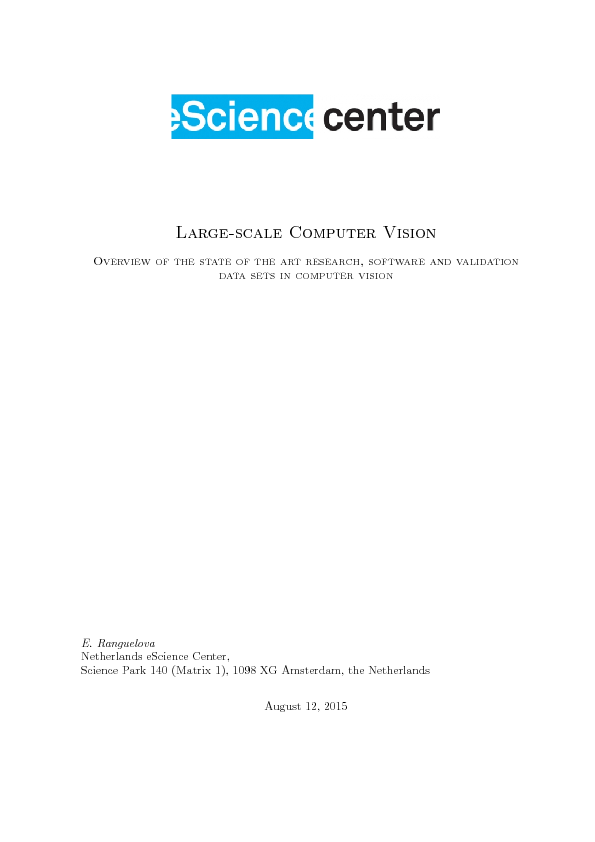 eScience center
Large-scale Computer Vision
Overview of the state of the art research, software and validation
data sets in computer vision
E. Ranguelova
Netherlands eScience Center,
Science Park 140 (Matrix 1), 1098 XG Amsterdam, the Netherlands
August 12, 2015